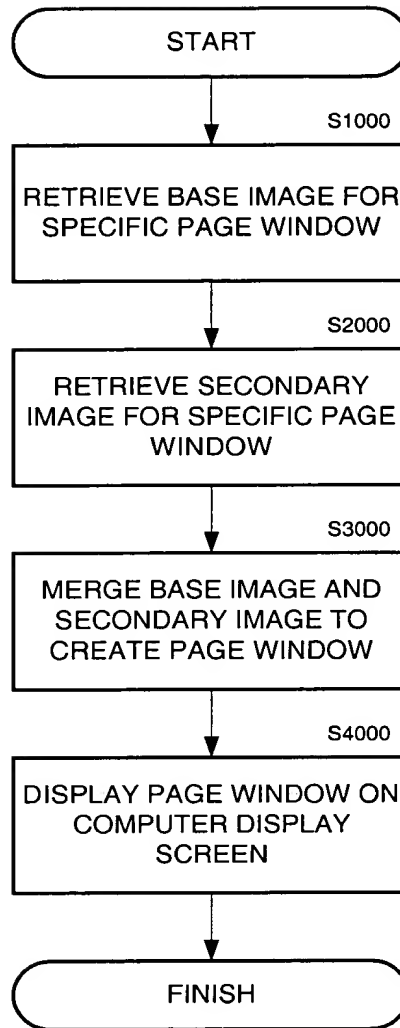 START
S1000
RETRIEVE BASE IMAGE FOR
SPECIFIC PAGE WINDOW
S2000
RETRIEVE SECONDARY
IMAGE FOR SPECIFIC PAGE
WINDOW
S3000
MERGE BASE IMAGE AND
SECONDARY IMAGE TO
CREATE PAGE WINDOW
S4000
DISPLAY PAGE WINDOW ON
COMPUTER DISPLAY
SCREEN
FINISH